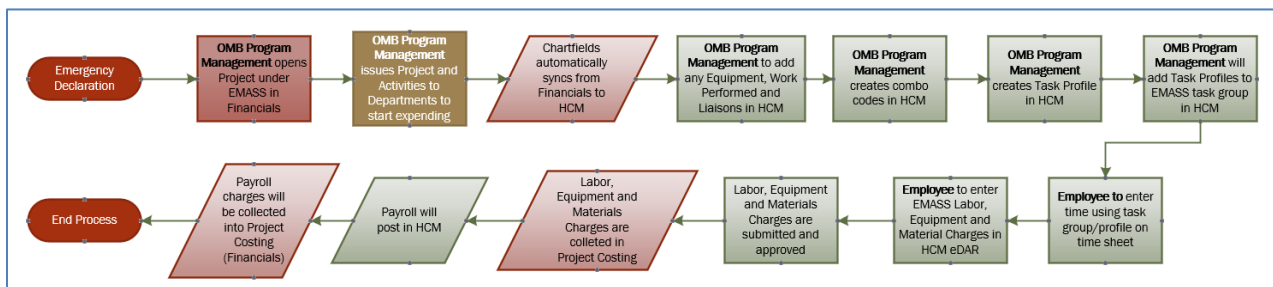 Emergency
Declaration
OMB Program
Management opens
Project under
EMASS in
Financials
OMB Program
Management
issues Project and
Activities to
Departments to
start expending
Chartfields
automatically
syncs from
Financials to
HCM
OMB Program
Management to add
any Equipment, Work
Performed and
Liaisons in HCM
OMB Program
Management
creates combo
codes in HCM
OMB Program
Management
creates Task Profile
in HCM
OMB Program
Management will
add Task Profiles to
EMASS task group
in HCM
End Process
Payroll
charges will
be collected
into Project
Costing
(Financials)
Payroll will
post in HCM
Labor,
Equipment and
Materials
Charges are
colleted in
Project Costing
Labor, Equipment
and Materials
Charges are
submitted and
approved
Employee to enter
EMASS Labor,
Equipment and
Material Charges in
HCM eDAR
Employee to enter
time using task
group/profile on
time sheet